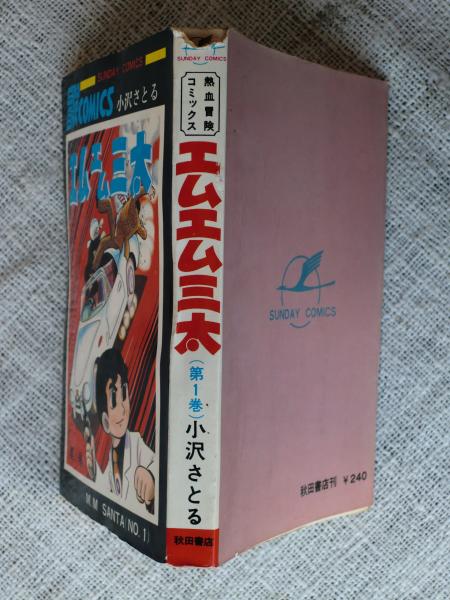 SUNDAY COMICS
COMICS
小沢さとる
エムエム三太
M.M SANTA (NO.1)
SUNDAY COMICS
熱血冒険
コミックス
エムエム三太
(第1巻)
小沢さとる
秋田書店
SUNDAY COMICS
秋田書店刊 ¥240